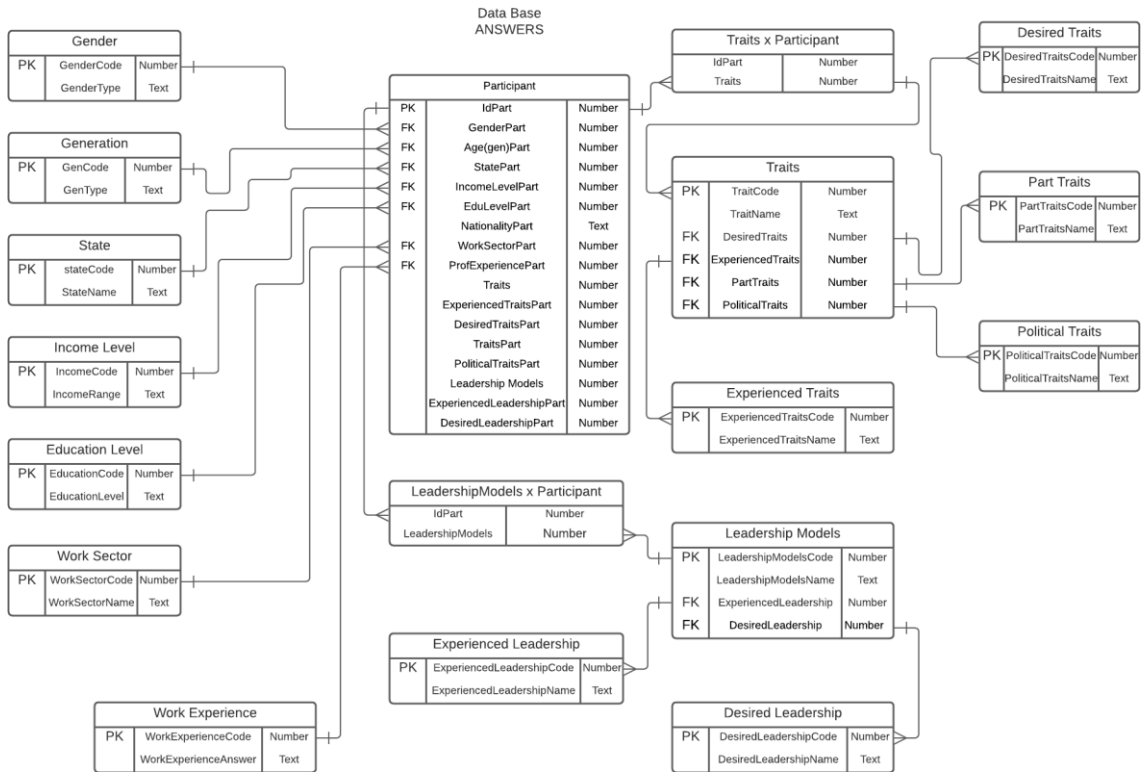 Data Base
ANSWERS
Gender
PK GenderCode Number
GenderType Text
Generation
PK GenCode Number
GenType Text
State
PK stateCode Number
StateName Text
Income Level
PK IncomeCode Number
IncomeRange Text
Education Level
PK EducationCode Number
EducationLevel Text
Work Sector
PK WorkSectorCode Number
WorkSectorName Text
Work Experience
PK WorkExperienceCode Number
WorkExperienceAnswer Text
Participant
PK IdPart Number
FK GenderPart Number
FK Age(gen)Part Number
FK StatePart Number
FK IncomeLevelPart Number
FK EduLevelPart Number
NationalityPart Text
FK WorkSectorPart Number
FK ProfExperiencePart Number
Traits Number
ExperiencedTraitsPart Number
DesiredTraitsPart Number
TraitsPart Number
PoliticalTraitsPart Number
Leadership Models Number
ExperiencedLeadershipPart Number
DesiredLeadershipPart Number
LeadershipModels x Participant
IdPart Number
LeadershipModels Number
Experienced Leadership
PK ExperiencedLeadershipCode Number
ExperiencedLeadershipName Text
Traits x Participant
IdPart Number
Traits Number
Traits
PK TraitCode Number
TraitName Text
FK DesiredTraits Number
FK ExperiencedTraits Number
FK PartTraits Number
FK PoliticalTraits Number
Experienced Traits
PK ExperiencedTraitsCode Number
ExperiencedTraitsName Text
Leadership Models
PK LeadershipModelsCode Number
LeadershipModelsName Text
FK ExperiencedLeadership Number
FK DesiredLeadership Number
Desired Leadership
PK DesiredLeadershipCode Number
DesiredLeadershipName Text
Desired Traits
PK DesiredTraitsCode Number
DesiredTraitsName Text
Part Traits
PK PartTraitsCode Number
PartTraitsName Text
Political Traits
PK PoliticalTraitsCode Number
PoliticalTraitsName Text